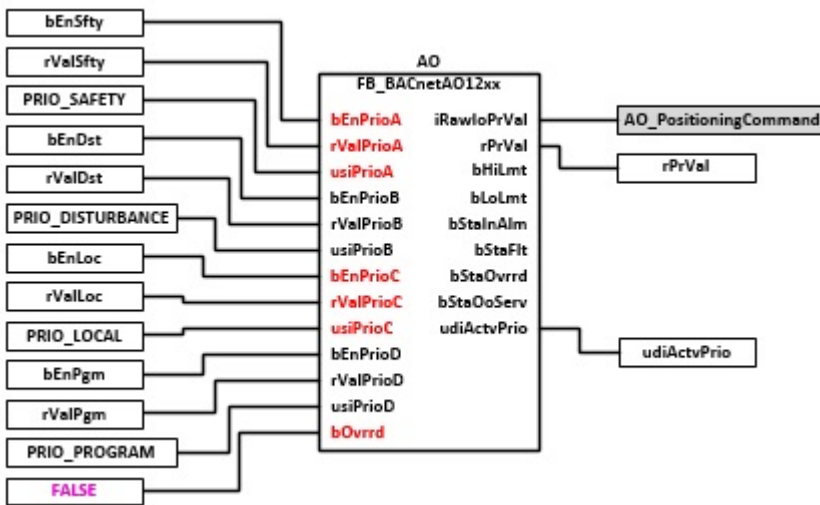 bEnSfty
rValSfty
PRIO_SAFETY
bEnDst
rValDst
PRIO_DISTURBANCE
bEnLoc
rValLoc
PRIO_LOCAL
bEnPgm
rValPgm
PRIO_PROGRAM
FALSE
AO
FB_BACnetAO12xx
bEnPrioA iRawIoPrVal
rValPrioA rPrVal
usiPrioA bHiLmt
bEnPrioB bLoLmt
rValPrioB bStaInAlm
usiPrioB bStaFlt
bEnPrioC bStaOvrrd
rValPrioC bStaOoServ
usiPrioC udiActvPrio
bEnPrioD
rValPrioD
usiPrioD
bOvrrd
AO_PositioningCommand
rPrVal
udiActvPrio